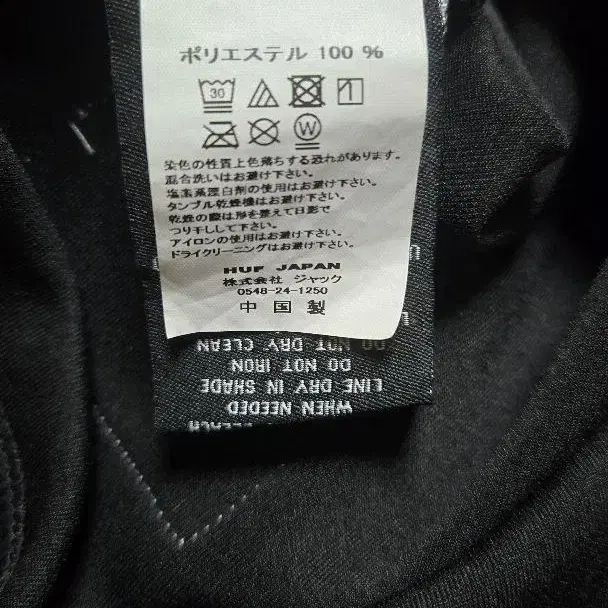 ポリエステル 100 %
30
W
染色の性質上色落ちする恐れがあります。
混合洗いはお避け下さい。
塩素系漂白剤の使用はお避け下さい。
タンブル乾燥機はお避け下さい。
乾燥の際は形を整えて日影で
つり干しして下さい。
アイロンの使用はお避け下さい。
ドライクリーニングはお避け下さい。
HUF JAPAN
株式会社 ジャック
0548-24-1250
中国製
DO NOT DRY CLEAN
DO NOT IRON
LINE DRY IN SHADE
WHEN NEEDED